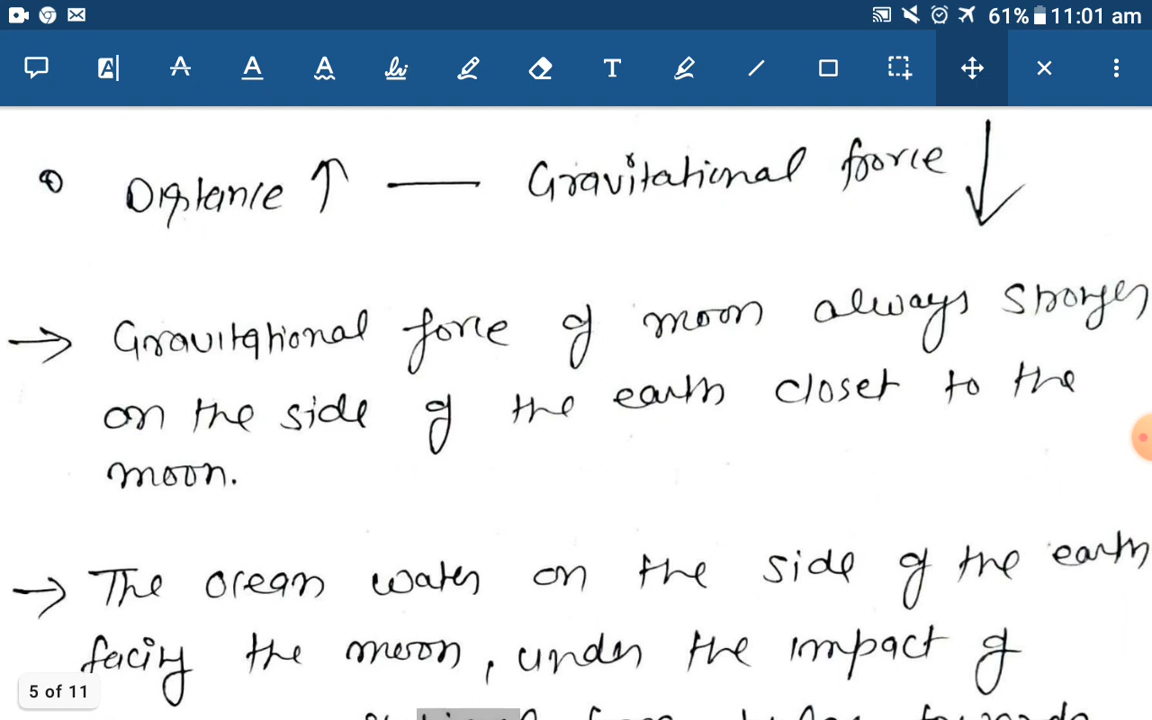 61% 11:01 am
A A A A T
Distance ↑ — Gravitational force ↓
→ Gravitational force of moon always stronger
on the side of the earth closet to the
moon.
→ The ocean water on the side of the earth
facing the moon, under the impact of
5 of 11
force towards